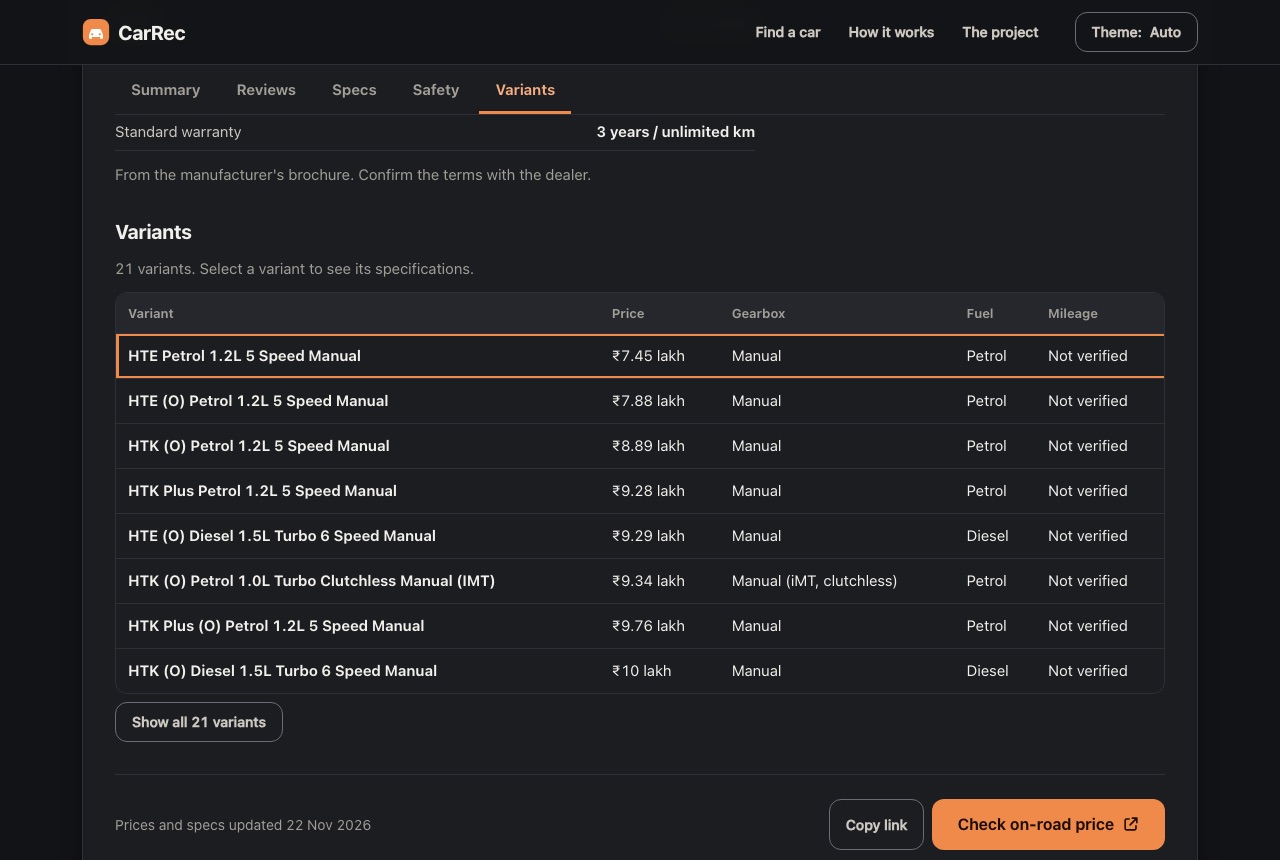 CarRec
Find a car
How it works
The project
Theme: Auto
Summary
Reviews
Specs
Safety
Variants
Standard warranty 3 years / unlimited km
From the manufacturer's brochure. Confirm the terms with the dealer.
Variants
21 variants. Select a variant to see its specifications.
Variant Price Gearbox Fuel Mileage
HTE Petrol 1.2L 5 Speed Manual ₹7.45 lakh Manual Petrol Not verified
HTE (O) Petrol 1.2L 5 Speed Manual ₹7.88 lakh Manual Petrol Not verified
HTK (O) Petrol 1.2L 5 Speed Manual ₹8.89 lakh Manual Petrol Not verified
HTK Plus Petrol 1.2L 5 Speed Manual ₹9.28 lakh Manual Petrol Not verified
HTE (O) Diesel 1.5L Turbo 6 Speed Manual ₹9.29 lakh Manual Diesel Not verified
HTK (O) Petrol 1.0L Turbo Clutchless Manual (IMT) ₹9.34 lakh Manual (iMT, clutchless) Petrol Not verified
HTK Plus (O) Petrol 1.2L 5 Speed Manual ₹9.76 lakh Manual Petrol Not verified
HTK (O) Diesel 1.5L Turbo 6 Speed Manual ₹10 lakh Manual Diesel Not verified
Show all 21 variants
Prices and specs updated 22 Nov 2026
Copy link
Check on-road price